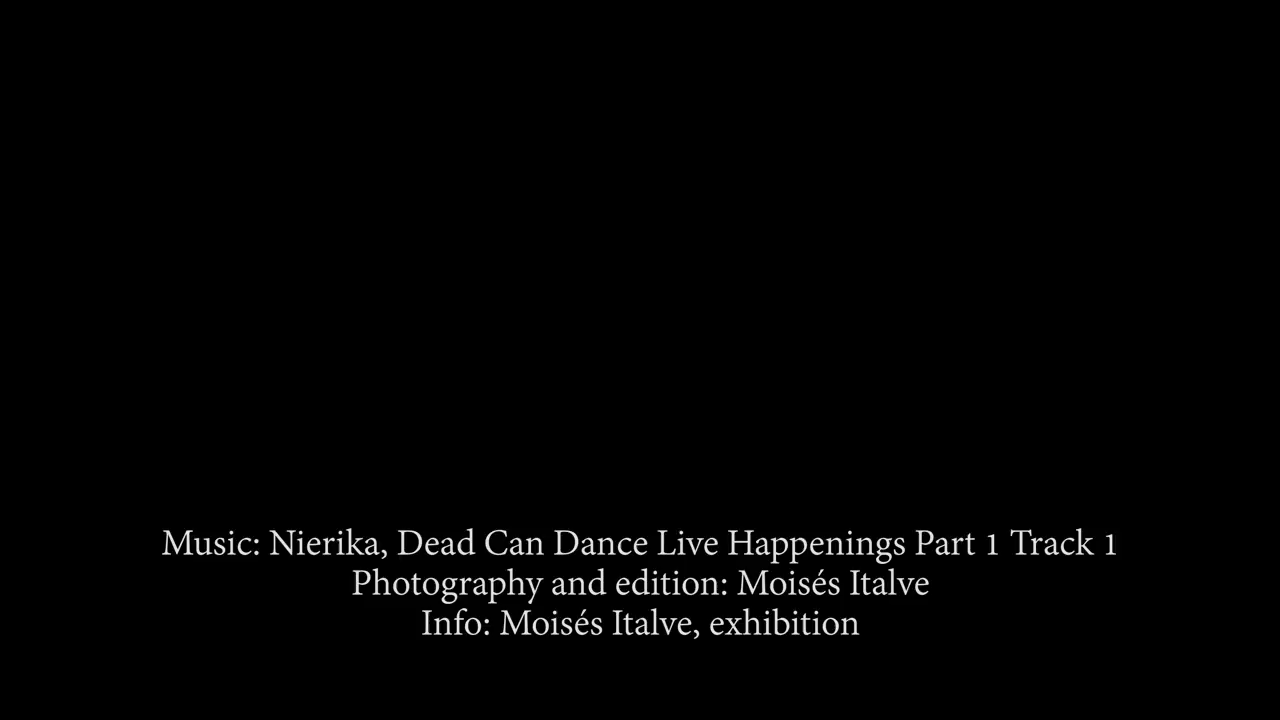 Music: Nierika, Dead Can Dance Live Happenings Part 1 Track 1
Photography and edition: Moisés Italve
Info: Moisés Italve, exhibition